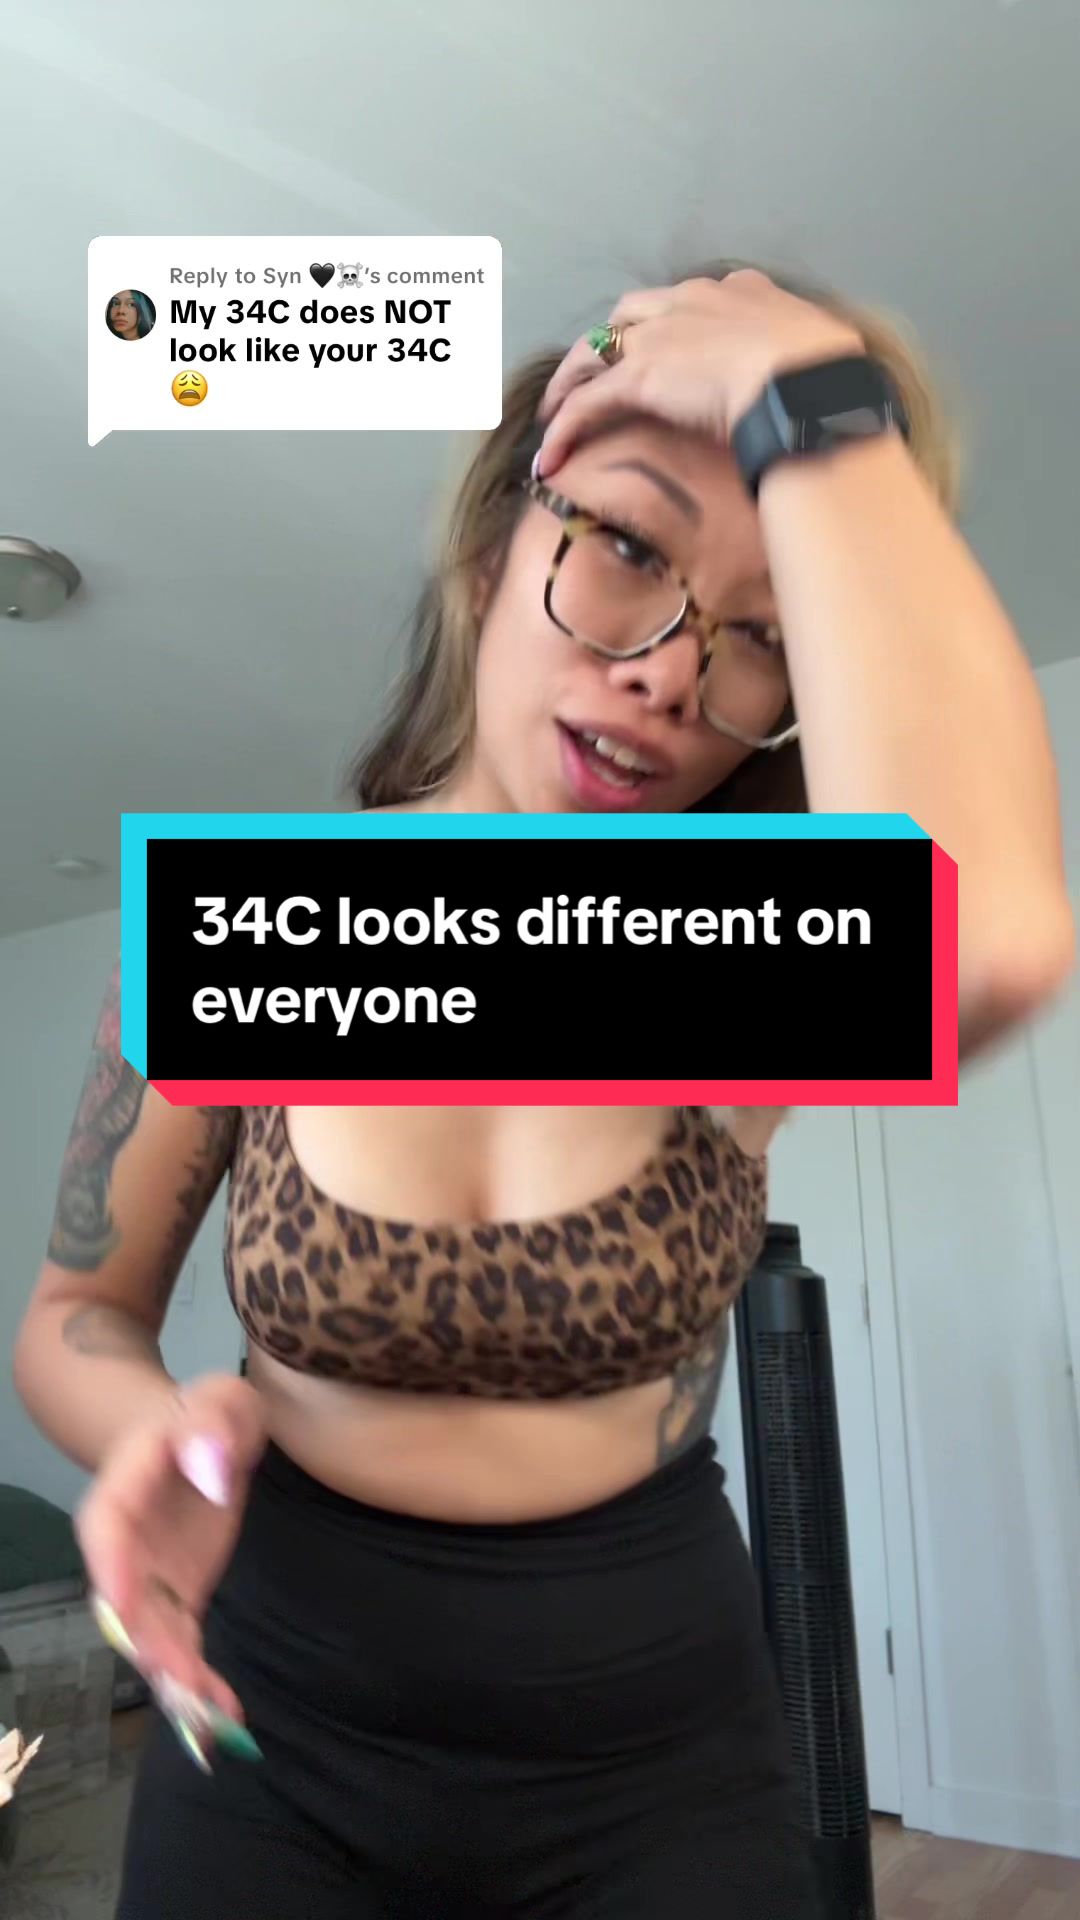 Reply to Syn 🖤☠️'s comment
My 34C does NOT
look like your 34C
😩
34C looks different on
everyone